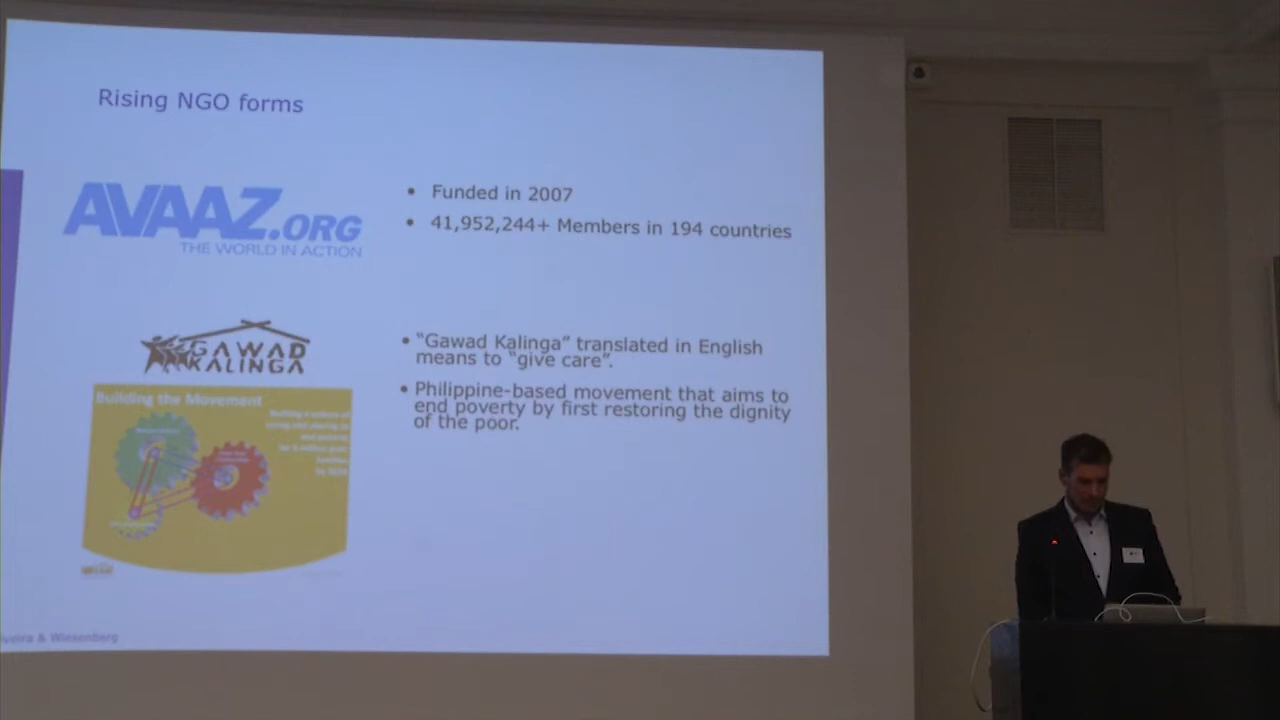 Rising NGO forms
AVAAZ.ORG
THE WORLD IN ACTION
• Funded in 2007
• 41,952,244+ Members in 194 countries
GAWAD
KALINGA
• "Gawad Kalinga" translated in English
means to "give care".
• Philippine-based movement that aims to
end poverty by first restoring the dignity
of the poor.
Building the Movement
& Wiesenberg